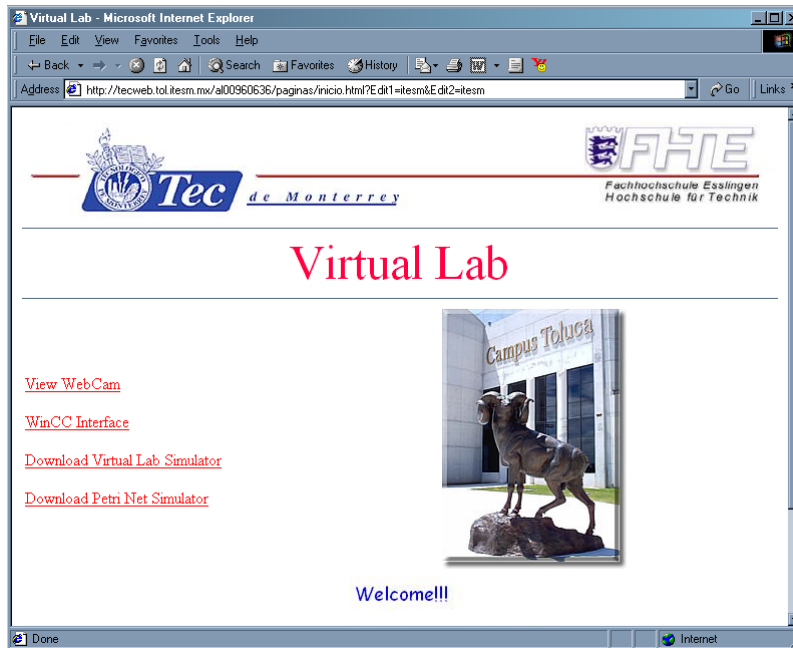 Virtual Lab - Microsoft Internet Explorer
File Edit View Favorites Tools Help
Back Search Favorites History
Address http://tecweb.tol.itesm.mx/al00960636/paginas/inicio.html?Edit1=itesm&Edit2=itesm Go Links
Tec de Monterrey
FHTE
Fachhochschule Esslingen
Hochschule für Technik
Virtual Lab
Campus Toluca
View WebCam
WinCC Interface
Download Virtual Lab Simulator
Download Petri Net Simulator
Welcome!!!
Done Internet